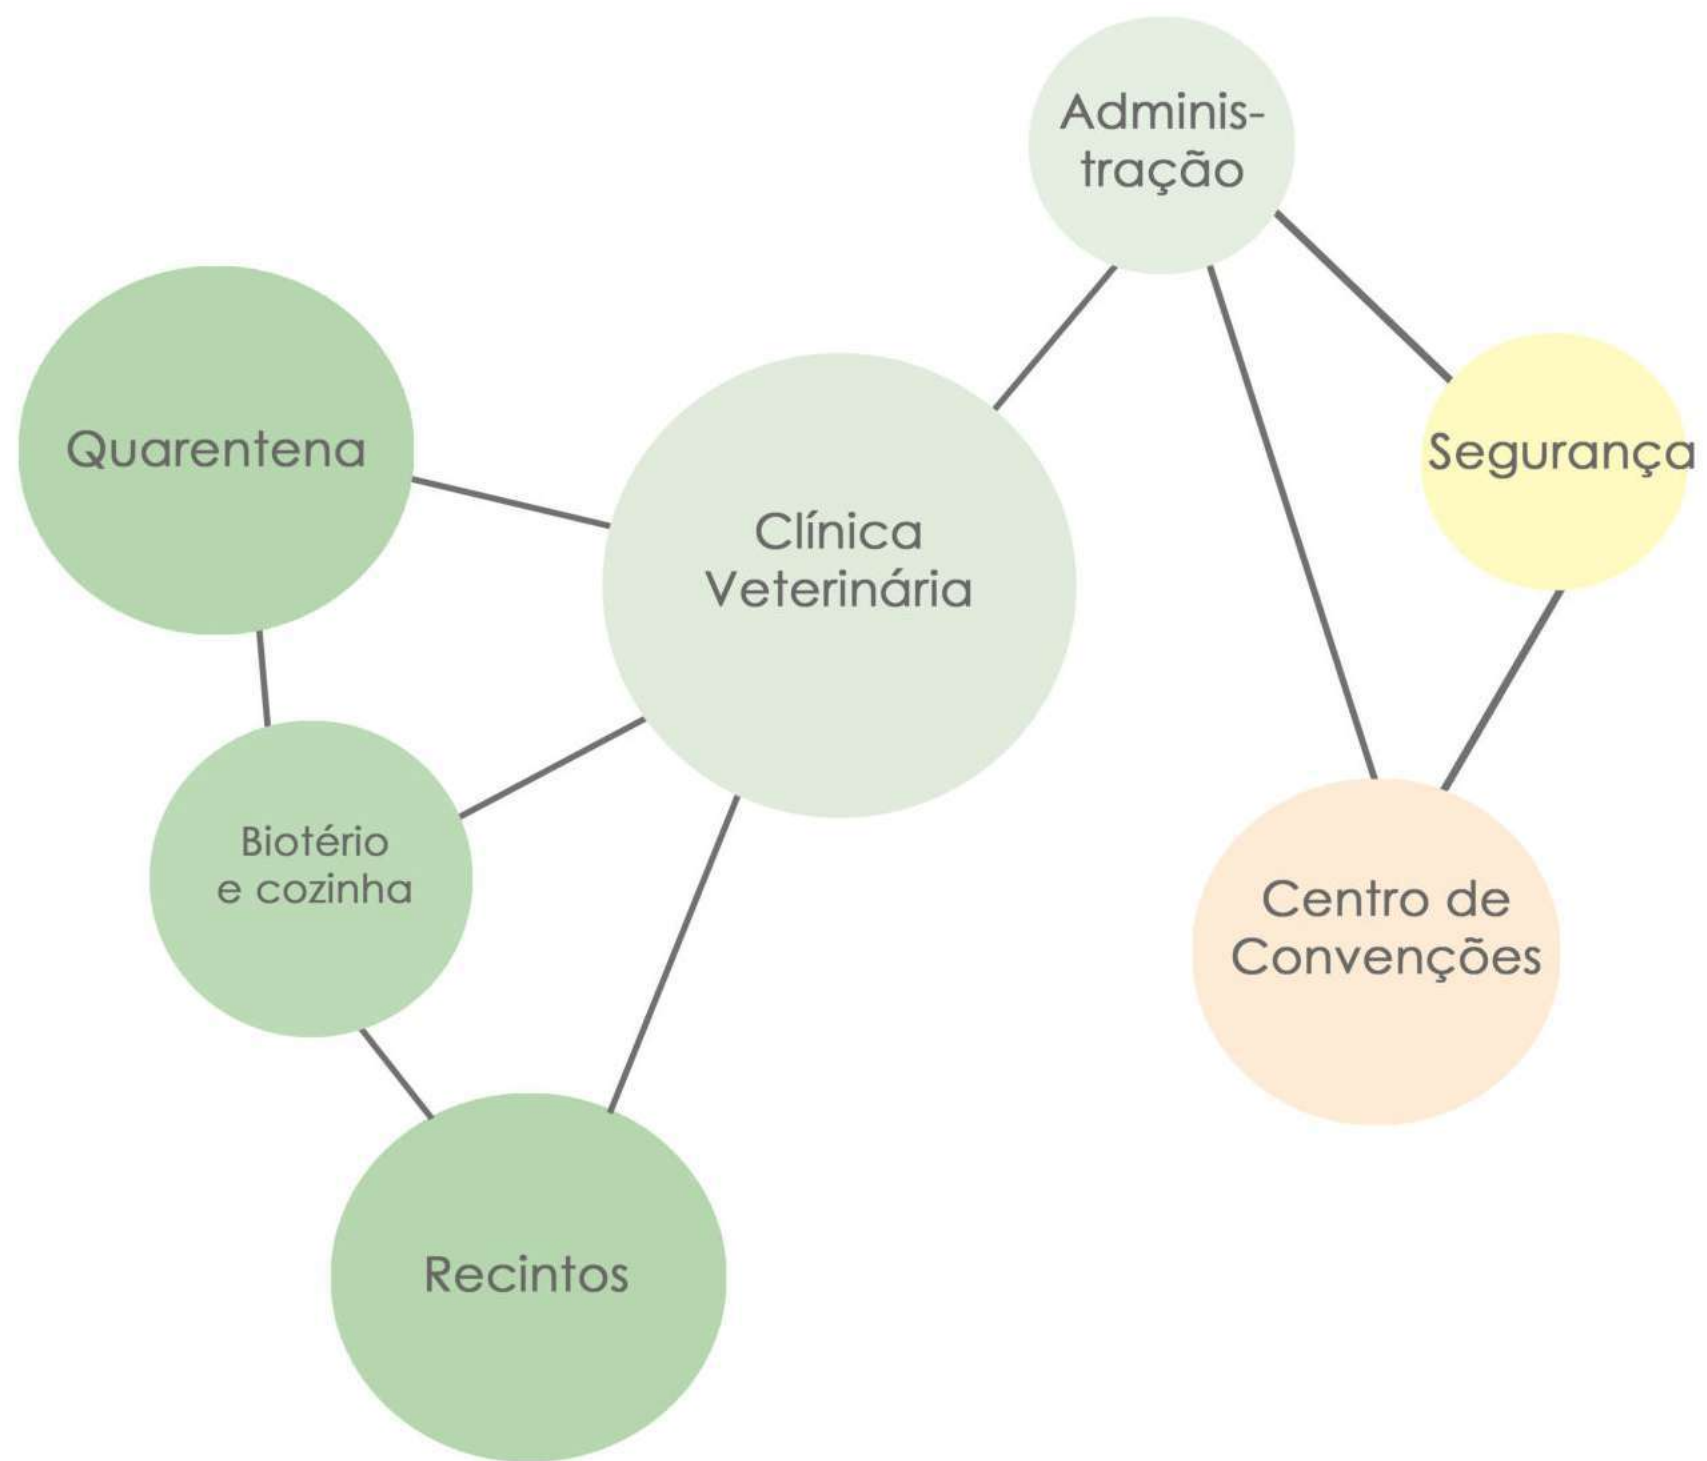 Adminis-
tração
Quarentena
Segurança
Clínica
Veterinária
Biotério
e cozinha
Centro de
Convenções
Recintos